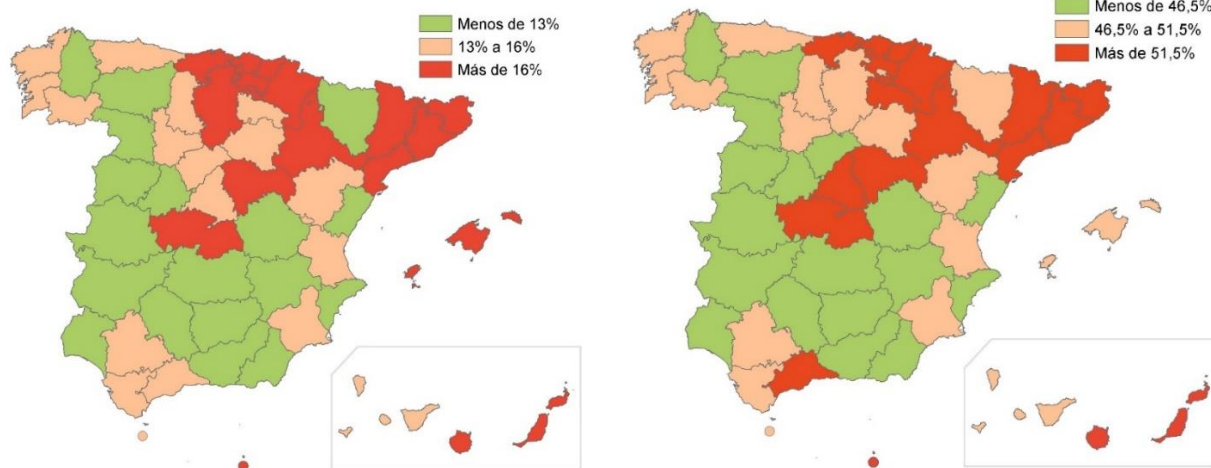 Menos de 13%
13% a 16%
Más de 16%
Menos de 46,5%
46,5% a 51,5%
Más de 51,5%